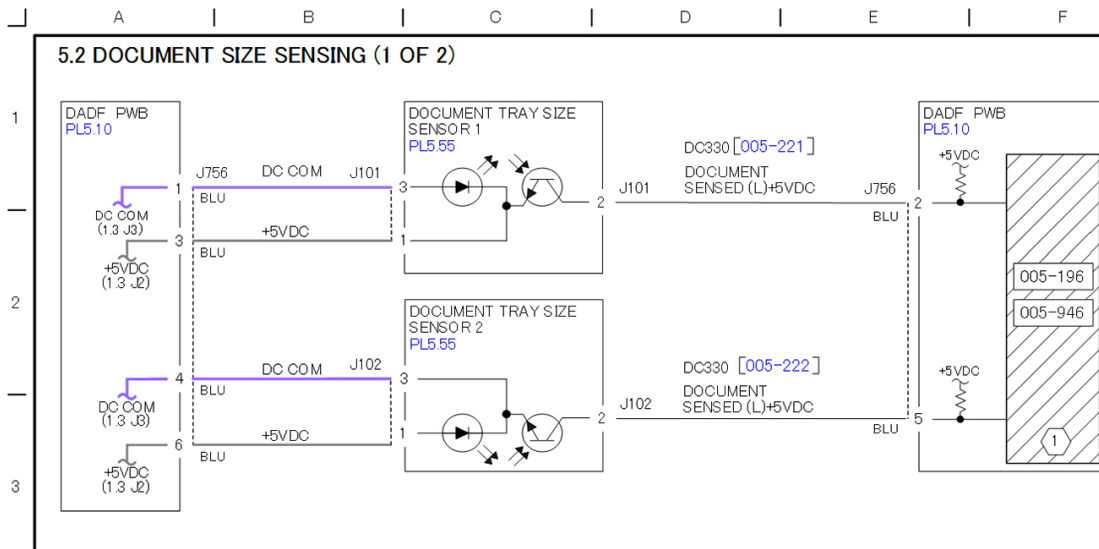 A B C D E F
5.2 DOCUMENT SIZE SENSING (1 OF 2)
1
DADF PWB
PL5.10
1
DC COM
(1.3 J3)
3
+5VDC
(1.3 J2)
4
DC COM
(1.3 J3)
6
+5VDC
(1.3 J2)
J756
BLU
DC COM
J101
BLU
+5VDC
BLU
DC COM
J102
BLU
+5VDC
DOCUMENT TRAY SIZE
SENSOR 1
PL5.55
3
1
2
DOCUMENT TRAY SIZE
SENSOR 2
PL5.55
3
1
2
J101
DC330 [005-221]
DOCUMENT
SENSED (L)+5VDC
J756
BLU
J102
DC330 [005-222]
DOCUMENT
SENSED (L)+5VDC
BLU
DADF PWB
PL5.10
+5VDC
2
005-196
005-946
+5VDC
5
1
2
3